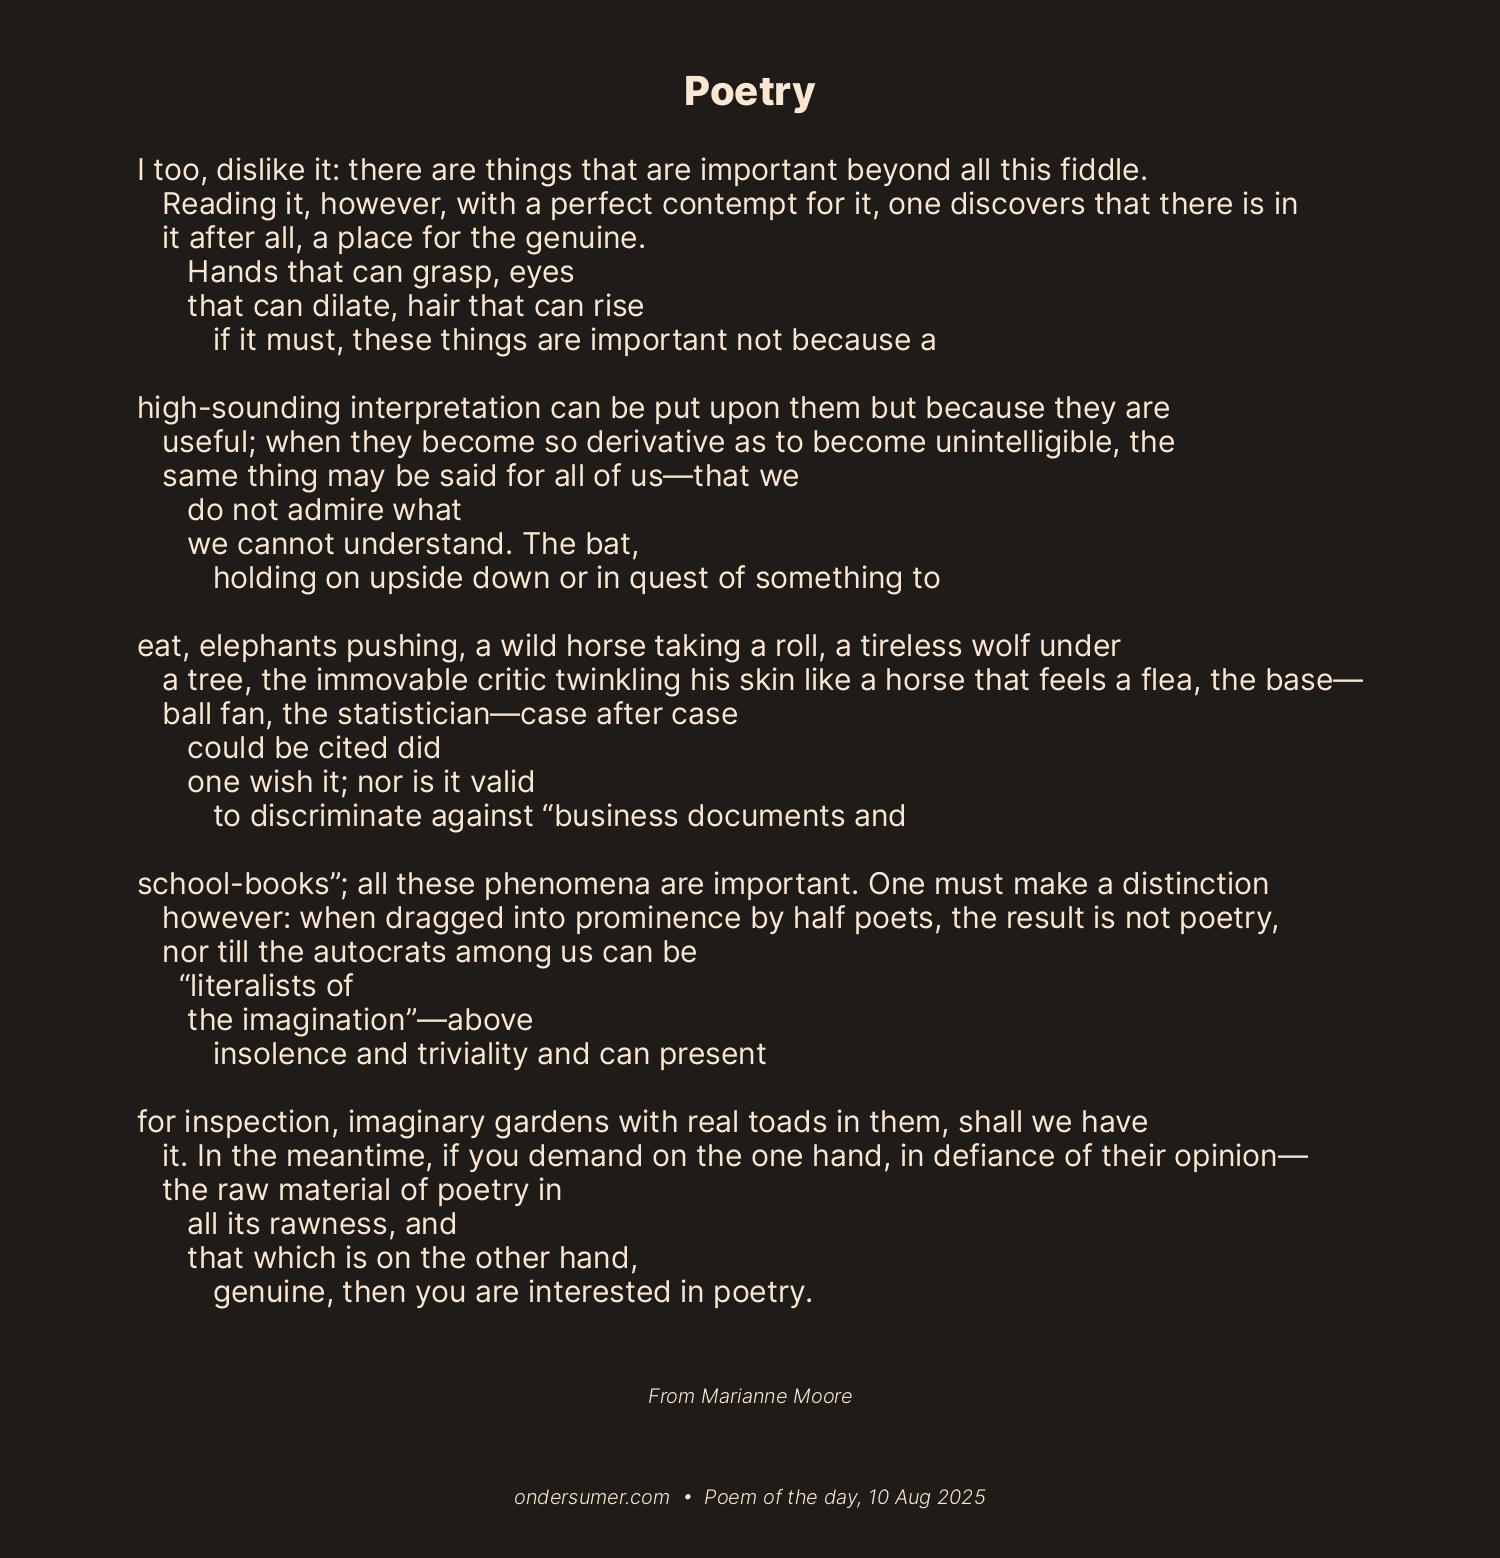 Poetry
I too, dislike it: there are things that are important beyond all this fiddle.
Reading it, however, with a perfect contempt for it, one discovers that there is in
it after all, a place for the genuine.
Hands that can grasp, eyes
that can dilate, hair that can rise
if it must, these things are important not because a
high-sounding interpretation can be put upon them but because they are
useful; when they become so derivative as to become unintelligible, the
same thing may be said for all of us—that we
do not admire what
we cannot understand. The bat,
holding on upside down or in quest of something to
eat, elephants pushing, a wild horse taking a roll, a tireless wolf under
a tree, the immovable critic twinkling his skin like a horse that feels a flea, the base—
ball fan, the statistician—case after case
could be cited did
one wish it; nor is it valid
to discriminate against “business documents and
school-books”; all these phenomena are important. One must make a distinction
however: when dragged into prominence by half poets, the result is not poetry,
nor till the autocrats among us can be
“literalists of
the imagination”—above
insolence and triviality and can present
for inspection, imaginary gardens with real toads in them, shall we have
it. In the meantime, if you demand on the one hand, in defiance of their opinion—
the raw material of poetry in
all its rawness, and
that which is on the other hand,
genuine, then you are interested in poetry.
From Marianne Moore
ondersumer.com • Poem of the day, 10 Aug 2025